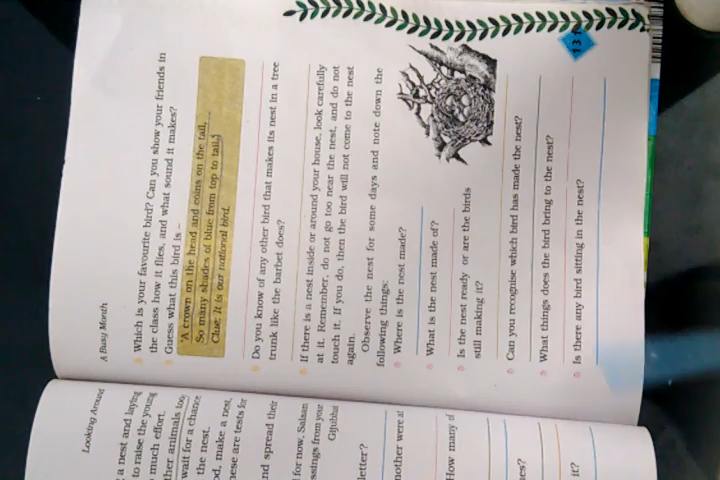 A Busy Month
Which is your favourite bird? Can you show your friends in
the class how it flies, and what sound it makes?
Guess what this bird is –
'A crown on the head and coins on the tail,
So many shades of blue from top to tail.'
Clue: It is our national bird.
Do you know of any other bird that makes its nest in a tree
trunk like the barbet does?
If there is a nest inside or around your house, look carefully
at it. Remember, do not go too near the nest, and do not
touch it. If you do, then the bird will not come to the nest
again.
Observe the nest for some days and note down the
following things:
Where is the nest made?
What is the nest made of?
Is the nest ready or are the birds
still making it?
Can you recognise which bird has made the nest?
What things does the bird bring to the nest?
Is there any bird sitting in the nest?
Looking Around
a nest and laying
to raise the young
much effort.
ther animals too
wait for a chance
the nest.
od, make a nest,
hese are nests for
nd spread their
for now, Salaam
essings from your
Gijubhai
letter?
nother were at
How many of
nes?
it?